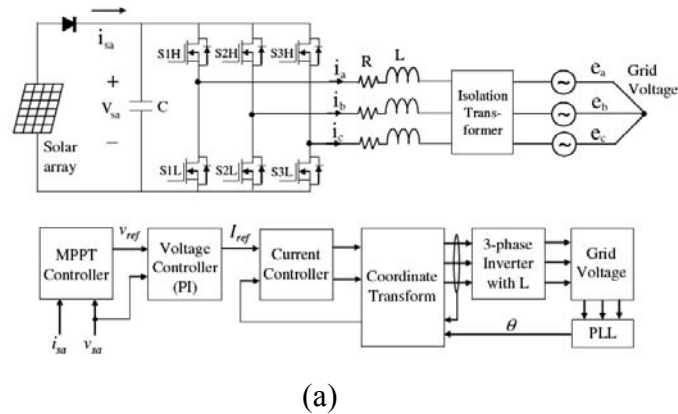 i_sa
S1H S2H S3H
+
V_sa
−
C
Solar
array
S1L S2L S3L
R L
i_a
i_b
i_c
Isolation
Trans-
former
e_a
e_b
e_c
~
~
~
Grid
Voltage
MPPT
Controller
v_ref
i_sa
v_sa
Voltage
Controller
(PI)
I_ref
Current
Controller
Coordinate
Transform
3-phase
Inverter
with L
Grid
Voltage
θ
PLL
(a)